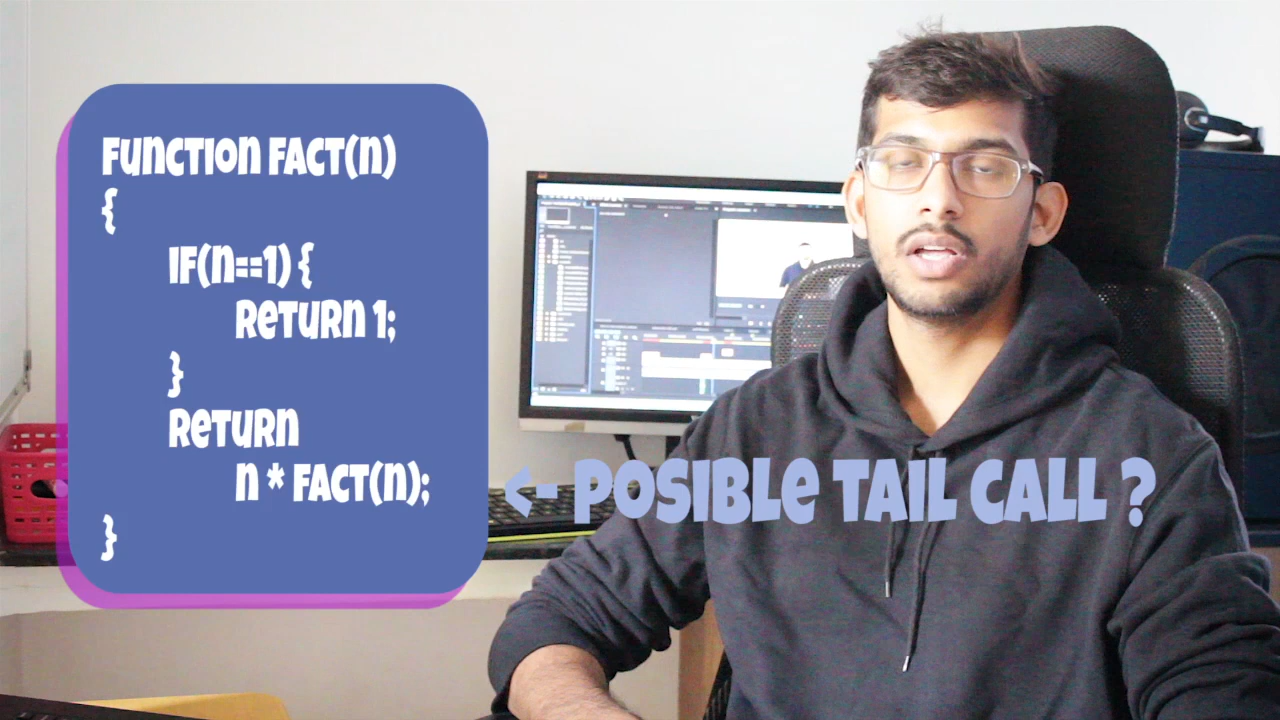 Function Fact(n)
{
if(n==1) {
Return 1;
}
Return
n * Fact(n);
}
<- Posible Tail Call ?